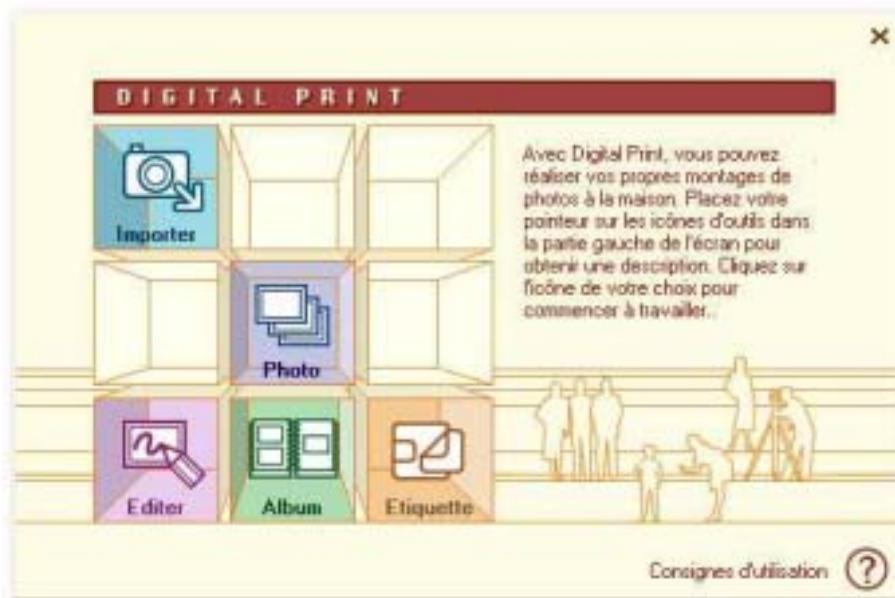 DIGITAL PRINT
Importer
Avec Digital Print, vous pouvez
réaliser vos propres montages de
photos à la maison. Placez votre
pointeur sur les icônes d'outils dans
la partie gauche de l'écran pour
obtenir une description. Cliquez sur
l'icône de votre choix pour
commencer à travailler..
Photo
Editer
Album
Etiquette
Consignes d'utilisation ?